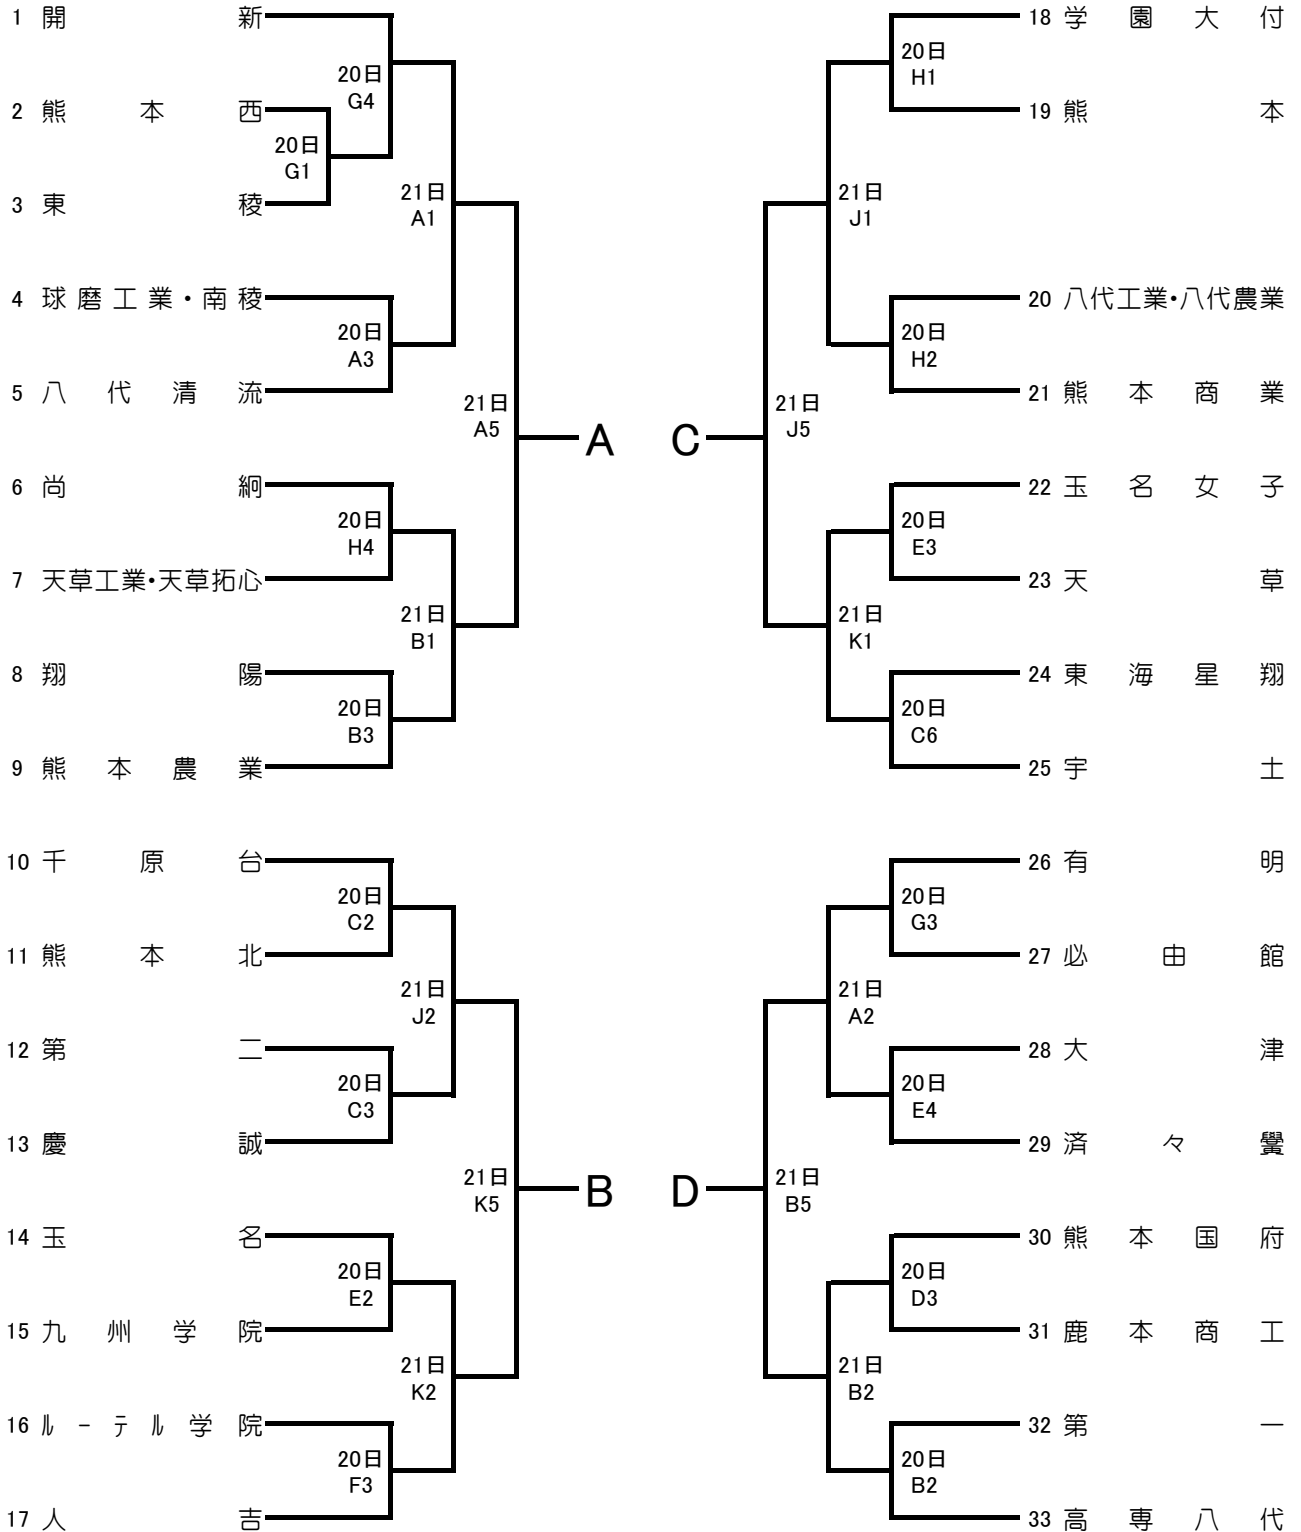 1 開新
20日
G4
2 熊本西
20日
G1
3 東稜
21日
A1
4 球磨工業・南稜
20日
A3
5 八代清流
21日
A5
A
6 尚絅
20日
H4
7 天草工業・天草拓心
21日
B1
8 翔陽
20日
B3
9 熊本農業
10 千原台
20日
C2
11 熊本北
21日
J2
12 第二
20日
C3
13 慶誠
21日
K5
B
14 玉名
20日
E2
15 九州学院
21日
K2
16 ルーテル学院
20日
F3
17 人吉
18 学園大付
20日
H1
19 熊本
21日
J1
20 八代工業・八代農業
20日
H2
21 熊本商業
21日
J5
C
22 玉名女子
20日
E3
23 天草
21日
K1
24 東海星翔
20日
C6
25 宇土
26 有明
20日
G3
27 必由館
21日
A2
28 大津
20日
E4
29 済々黌
21日
B5
D
30 熊本国府
20日
D3
31 鹿本商工
21日
B2
32 第一
20日
B2
33 高専八代